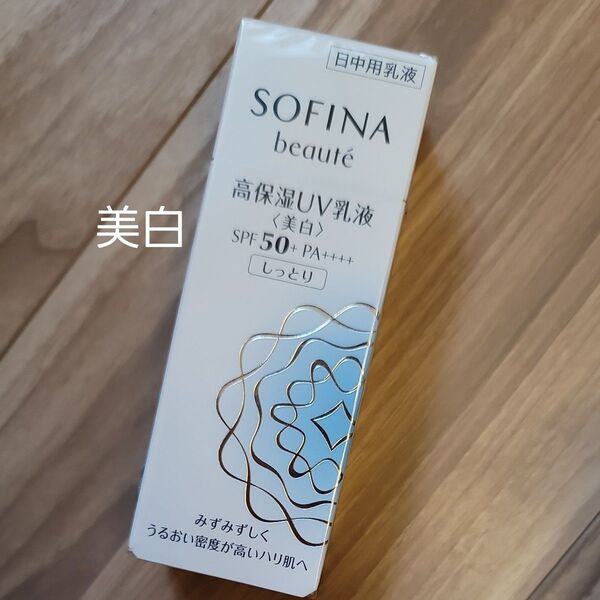 日中用乳液
SOFINA
beauté
高保湿UV乳液
〈美白〉
SPF50+ PA++++
しっとり
美白
みずみずしく
うるおい密度が高いハリ肌へ